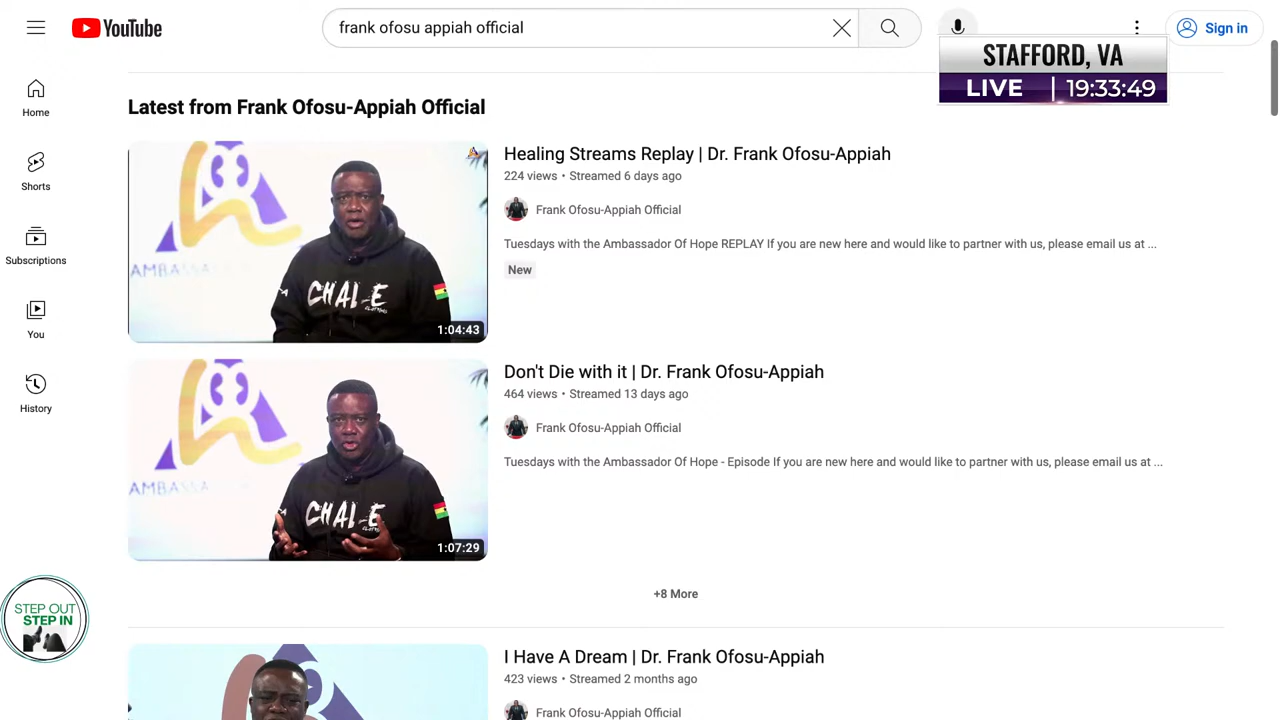 YouTube
frank ofosu appiah official
Sign in
STAFFORD, VA
LIVE | 19:33:49
Home
Shorts
Subscriptions
You
History
Latest from Frank Ofosu-Appiah Official
AMBASSA
CHALE
1:04:43
Healing Streams Replay | Dr. Frank Ofosu-Appiah
224 views • Streamed 6 days ago
Frank Ofosu-Appiah Official
Tuesdays with the Ambassador Of Hope REPLAY If you are new here and would like to partner with us, please email us at ...
New
AMBASSA
CHALE
1:07:29
Don't Die with it | Dr. Frank Ofosu-Appiah
464 views • Streamed 13 days ago
Frank Ofosu-Appiah Official
Tuesdays with the Ambassador Of Hope - Episode If you are new here and would like to partner with us, please email us at ...
+8 More
STEP OUT
STEP IN
I Have A Dream | Dr. Frank Ofosu-Appiah
423 views • Streamed 2 months ago
Frank Ofosu-Appiah Official